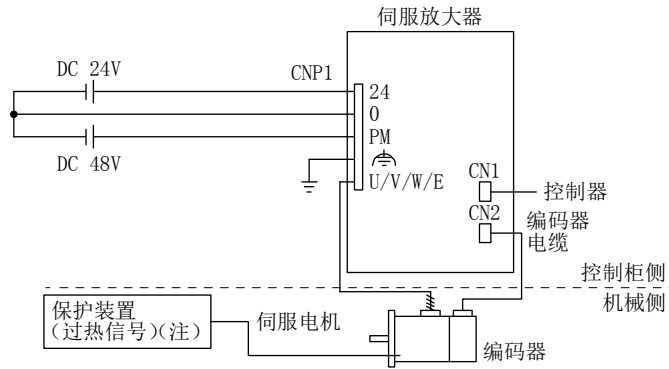 伺服放大器
DC 24V
CNP1
24
0
PM
DC 48V
U/V/W/E
CN1
控制器
CN2
编码器
电缆
控制柜侧
机械侧
保护装置
(过热信号)(注)
伺服电机
编码器